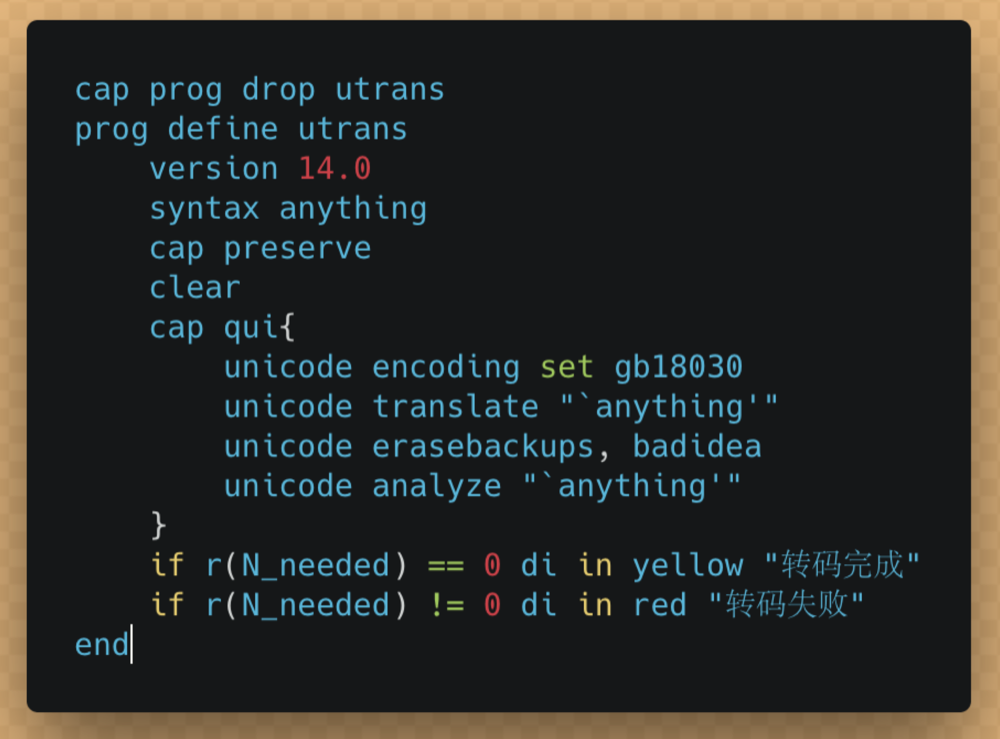 cap prog drop utrans
prog define utrans
    version 14.0
    syntax anything
    cap preserve
    clear
    cap qui{
        unicode encoding set gb18030
        unicode translate "`anything'"
        unicode erasebackups, badidea
        unicode analyze "`anything'"
    }
    if r(N_needed) == 0 di in yellow "转码完成"
    if r(N_needed) != 0 di in red "转码失败"
end